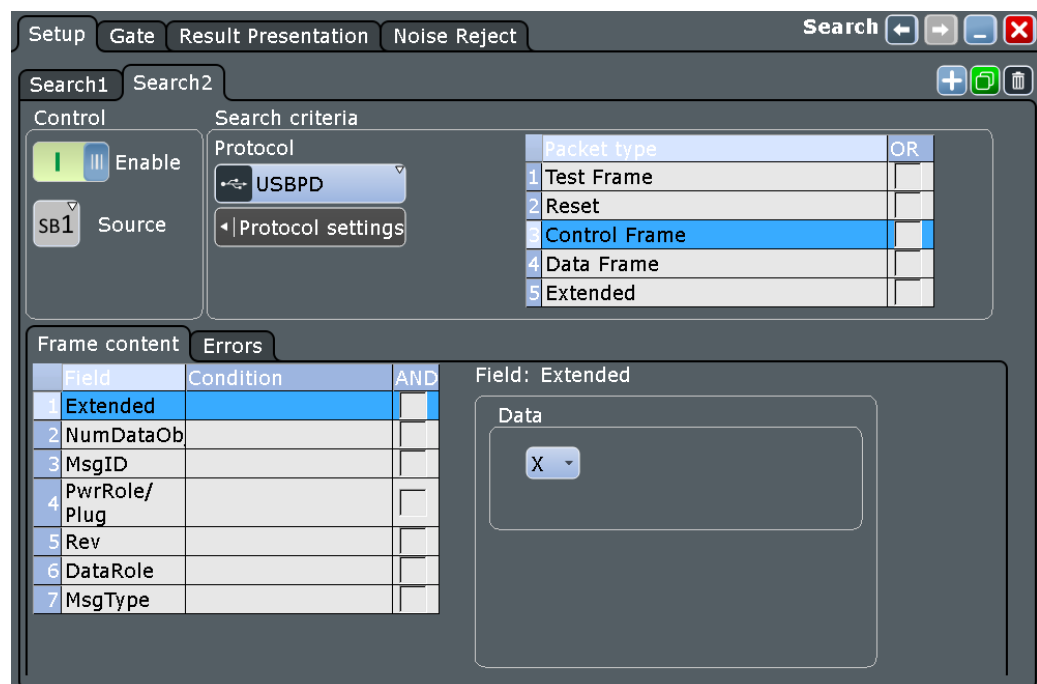 Setup Gate Result Presentation Noise Reject Search
Search1 Search2
Control Search criteria
Enable
SB1 Source
Protocol
USBPD
Protocol settings
Packet type OR
1 Test Frame
2 Reset
3 Control Frame
4 Data Frame
5 Extended
Frame content Errors
Field Condition AND
1 Extended
2 NumDataOb
3 MsgID
4 PwrRole/
Plug
5 Rev
6 DataRole
7 MsgType
Field: Extended
Data
X